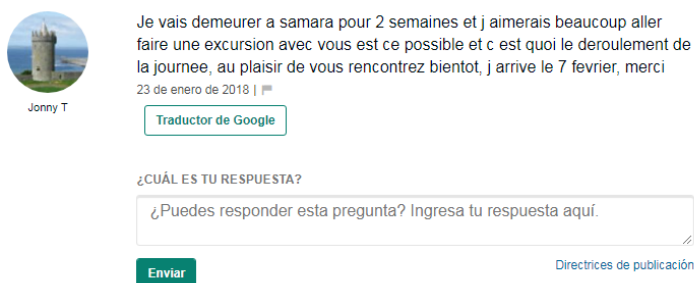 Je vais demeurer a samara pour 2 semaines et j aimerais beaucoup aller
faire une excursion avec vous est ce possible et c est quoi le deroulement de
la journee, au plaisir de vous rencontrez bientot, j arrive le 7 fevrier, merci
23 de enero de 2018 |
Jonny T
Traductor de Google
¿CUÁL ES TU RESPUESTA?
¿Puedes responder esta pregunta? Ingresa tu respuesta aquí.
Enviar
Directrices de publicación